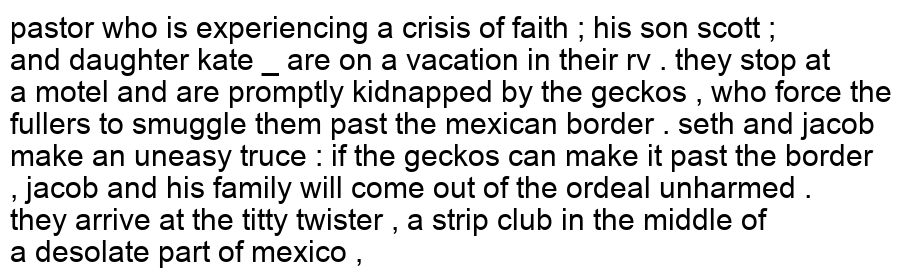 pastor who is experiencing a crisis of faith ; his son scott ;
and daughter kate _ are on a vacation in their rv . they stop at
a motel and are promptly kidnapped by the geckos , who force the
fullers to smuggle them past the mexican border . seth and jacob
make an uneasy truce : if the geckos can make it past the border
, jacob and his family will come out of the ordeal unharmed .
they arrive at the titty twister , a strip club in the middle of
a desolate part of mexico ,